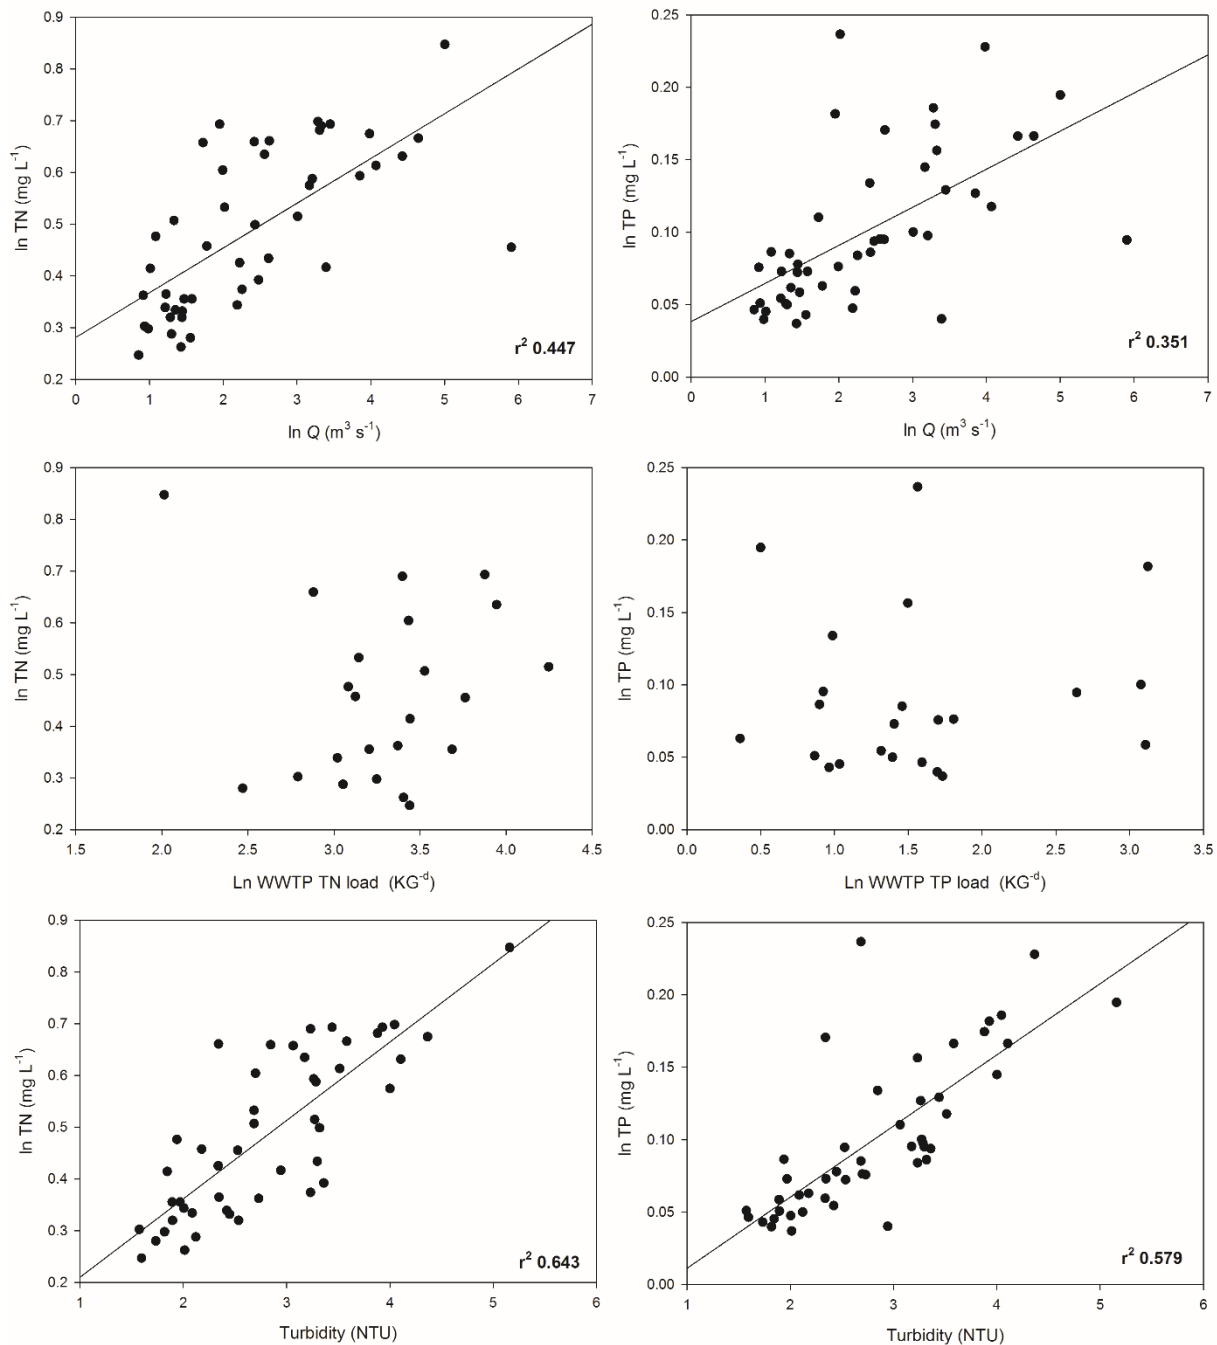 0.9
0.8
0.7
0.6
0.5
0.4
0.3
0.2
ln TN (mg L⁻¹)
r² 0.447
0 1 2 3 4 5 6 7
ln Q (m³ s⁻¹)
0.25
0.20
0.15
0.10
0.05
0.00
ln TP (mg L⁻¹)
r² 0.351
0 1 2 3 4 5 6 7
ln Q (m³ s⁻¹)
0.9
0.8
0.7
0.6
0.5
0.4
0.3
0.2
ln TN (mg L⁻¹)
1.5 2.0 2.5 3.0 3.5 4.0 4.5
Ln WWTP TN load (KG⁻ᵈ)
0.25
0.20
0.15
0.10
0.05
0.00
ln TP (mg L⁻¹)
0.0 0.5 1.0 1.5 2.0 2.5 3.0 3.5
Ln WWTP TP load (KG⁻ᵈ)
0.9
0.8
0.7
0.6
0.5
0.4
0.3
0.2
ln TN (mg L⁻¹)
r² 0.643
1 2 3 4 5 6
Turbidity (NTU)
0.25
0.20
0.15
0.10
0.05
0.00
ln TP (mg L⁻¹)
r² 0.579
1 2 3 4 5 6
Turbidity (NTU)